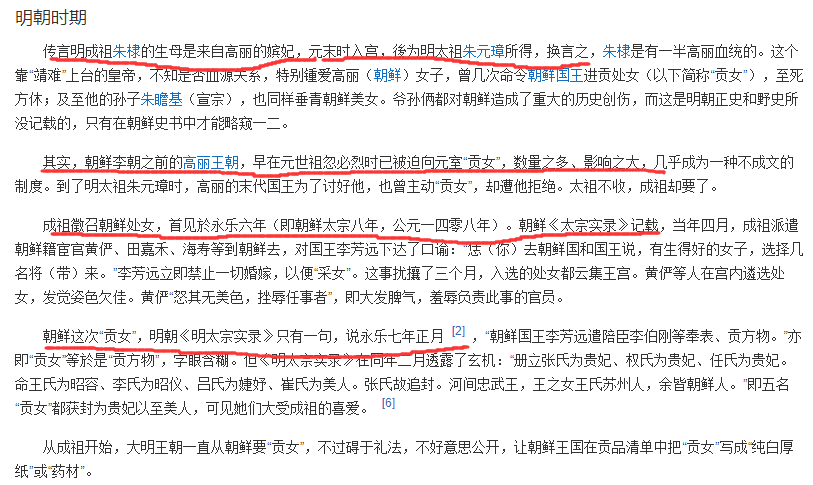 明朝时期
传言明成祖朱棣的生母是来自高丽的嫔妃，元末时入宫，後为明太祖朱元璋所得，换言之，朱棣是有一半高丽血统的。这个
靠“靖难”上台的皇帝，不知是否血源关系，特别锺爱高丽（朝鲜）女子，曾几次命令朝鲜国王进贡处女（以下简称“贡女”），至死
方休；及至他的孙子朱瞻基（宣宗），也同样垂青朝鲜美女。爷孙俩都对朝鲜造成了重大的历史创伤，而这是明朝正史和野史所
没记载的，只有在朝鲜史书中才能略窥一二。
其实，朝鲜李朝之前的高丽王朝，早在元世祖忽必烈时已被迫向元室“贡女”，数量之多、影响之大，几乎成为一种不成文的
制度。到了明太祖朱元璋时，高丽的末代国王为了讨好他，也曾主动“贡女”，却遭他拒绝。太祖不收，成祖却要了。
成祖徵召朝鲜处女，首见於永乐六年（即朝鲜太宗八年，公元一四零八年）。朝鲜《太宗实录》记载，当年四月，成祖派遣
朝鲜籍宦官黄俨、田嘉禾、海寿等到朝鲜去，对国王李芳远下达了口谕：“恁（你）去朝鲜国和国王说，有生得好的女子，选择几
名将（带）来。”李芳远立即禁止一切婚嫁，以便“采女”。这事扰攘了三个月，入选的处女都云集王宫。黄俨等人在宫内遴选处
女，发觉姿色欠佳。黄俨“怒其无美色，挫辱任事者”，即大发脾气，羞辱负责此事的官员。
朝鲜这次“贡女”，明朝《明太宗实录》只有一句，说永乐七年正月 [2] ，“朝鲜国王李芳远遣陪臣李伯刚等奉表、贡方物。”亦
即“贡女”等於是“贡方物”，字眼含糊。但《明太宗实录》在同年二月透露了玄机：“册立张氏为贵妃、权氏为贵妃、任氏为贵妃。
命王氏为昭容、李氏为昭仪、吕氏为婕妤、崔氏为美人。张氏故追封。河间忠武王，王之女王氏苏州人，余皆朝鲜人。”即五名
“贡女”都获封为贵妃以至美人，可见她们大受成祖的喜爱。 [6]
从成祖开始，大明王朝一直从朝鲜要“贡女”，不过碍于礼法，不好意思公开，让朝鲜王国在贡品清单中把“贡女”写成“纯白厚
纸”或“药材”。